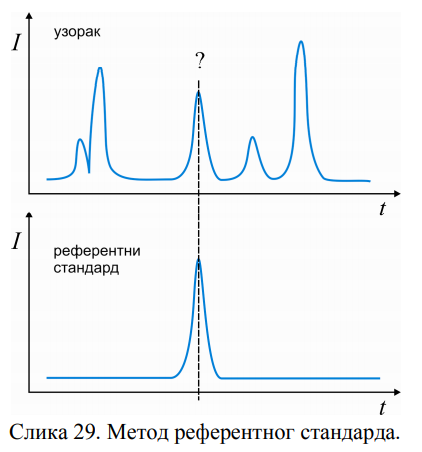 I
узорак
?
t
I
референтни
стандард
t
Слика 29. Метод референтног стандарда.